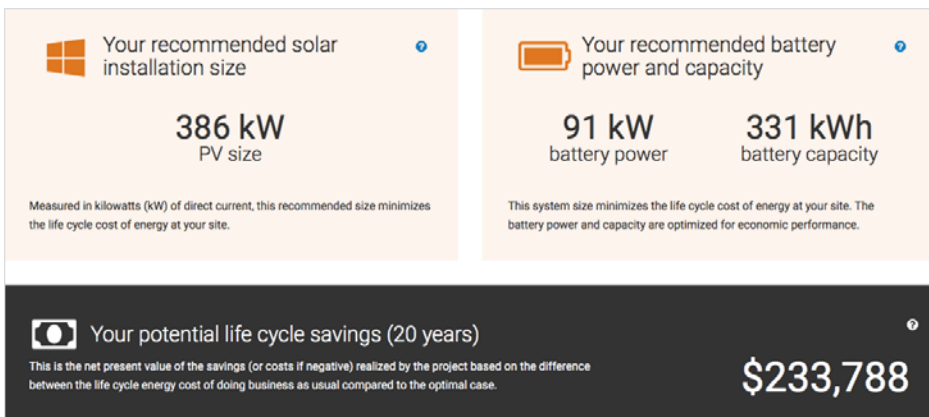 Your recommended solar
installation size
386 kW
PV size
Measured in kilowatts (kW) of direct current, this recommended size minimizes
the life cycle cost of energy at your site.
Your recommended battery
power and capacity
91 kW
battery power
331 kWh
battery capacity
This system size minimizes the life cycle cost of energy at your site. The
battery power and capacity are optimized for economic performance.
Your potential life cycle savings (20 years)
This is the net present value of the savings (or costs if negative) realized by the project based on the difference
between the life cycle energy cost of doing business as usual compared to the optimal case.
$233,788